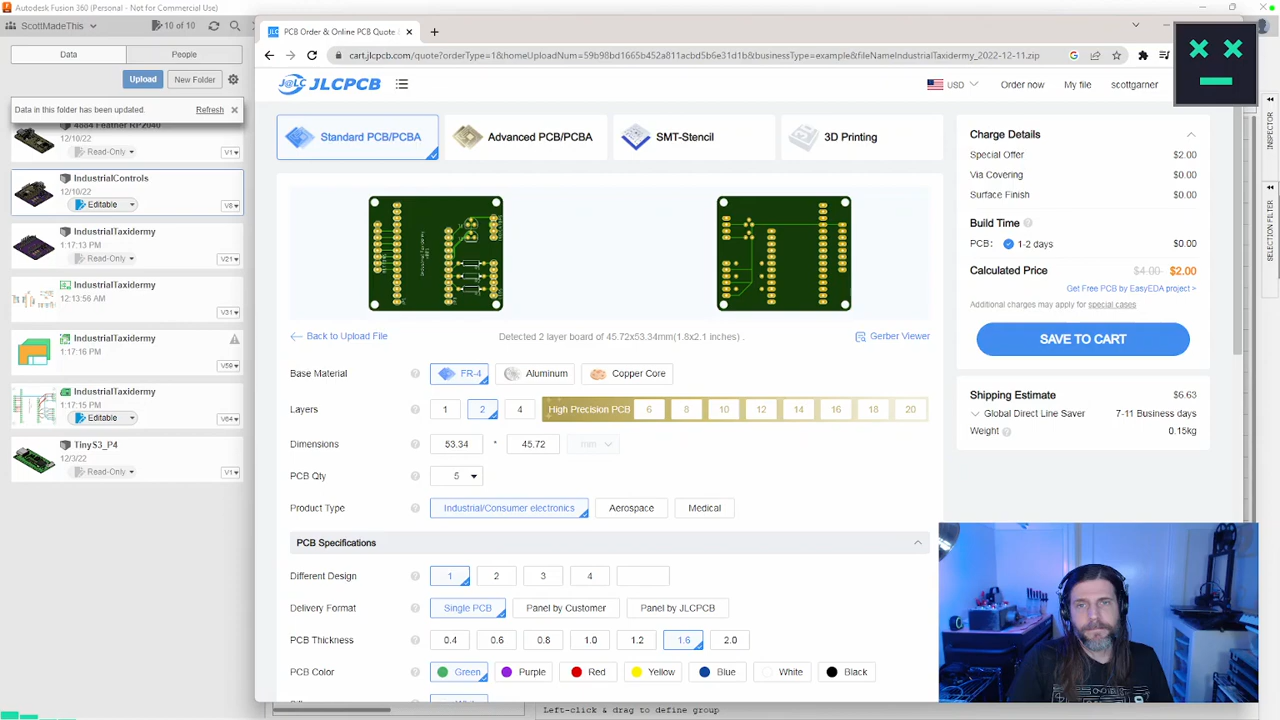 Autodesk Fusion 360 (Personal - Not for Commercial Use)
ScottMadeThis
10 of 10
Data
People
Upload
New Folder
Data in this folder has been updated.
Refresh
4884 Feather RP2040
12/10/22
Read-Only
V1
IndustrialControls
12/10/22
Editable
V8
IndustrialTaxidermy
1:17:13 PM
Read-Only
V21
IndustrialTaxidermy
12:13:56 AM
V31
IndustrialTaxidermy
1:17:16 PM
V59
IndustrialTaxidermy
1:17:15 PM
Editable
V64
TinyS3_P4
12/3/22
Read-Only
V1
PCB Order & Online PCB Quote
cart.jlcpcb.com/quote?orderType=1&homeUploadNum=59b98bd1665b452a811cabd5b6e31d1b&businessType=example&fileNameIndustrialTaxidermy_2022-12-11.zip
J@LC JLCPCB
USD
Order now
My file
scottgarner
Standard PCB/PCBA
Advanced PCB/PCBA
SMT-Stencil
3D Printing
Back to Upload File
Detected 2 layer board of 45.72x53.34mm(1.8x2.1 inches) .
Gerber Viewer
Base Material
FR-4
Aluminum
Copper Core
Layers
1
2
4
High Precision PCB
6
8
10
12
14
16
18
20
Dimensions
53.34
*
45.72
mm
PCB Qty
5
Product Type
Industrial/Consumer electronics
Aerospace
Medical
PCB Specifications
Different Design
1
2
3
4
Delivery Format
Single PCB
Panel by Customer
Panel by JLCPCB
PCB Thickness
0.4
0.6
0.8
1.0
1.2
1.6
2.0
PCB Color
Green
Purple
Red
Yellow
Blue
White
Black
Charge Details
Special Offer
$2.00
Via Covering
$0.00
Surface Finish
$0.00
Build Time
PCB:
1-2 days
$0.00
Calculated Price
$4.00
$2.00
Get Free PCB by EasyEDA project >
Additional charges may apply for special cases
SAVE TO CART
Shipping Estimate
$6.63
Global Direct Line Saver
7-11 Business days
Weight
0.15kg
INSPECTOR
SELECTION FILTER
Left-click & drag to define group